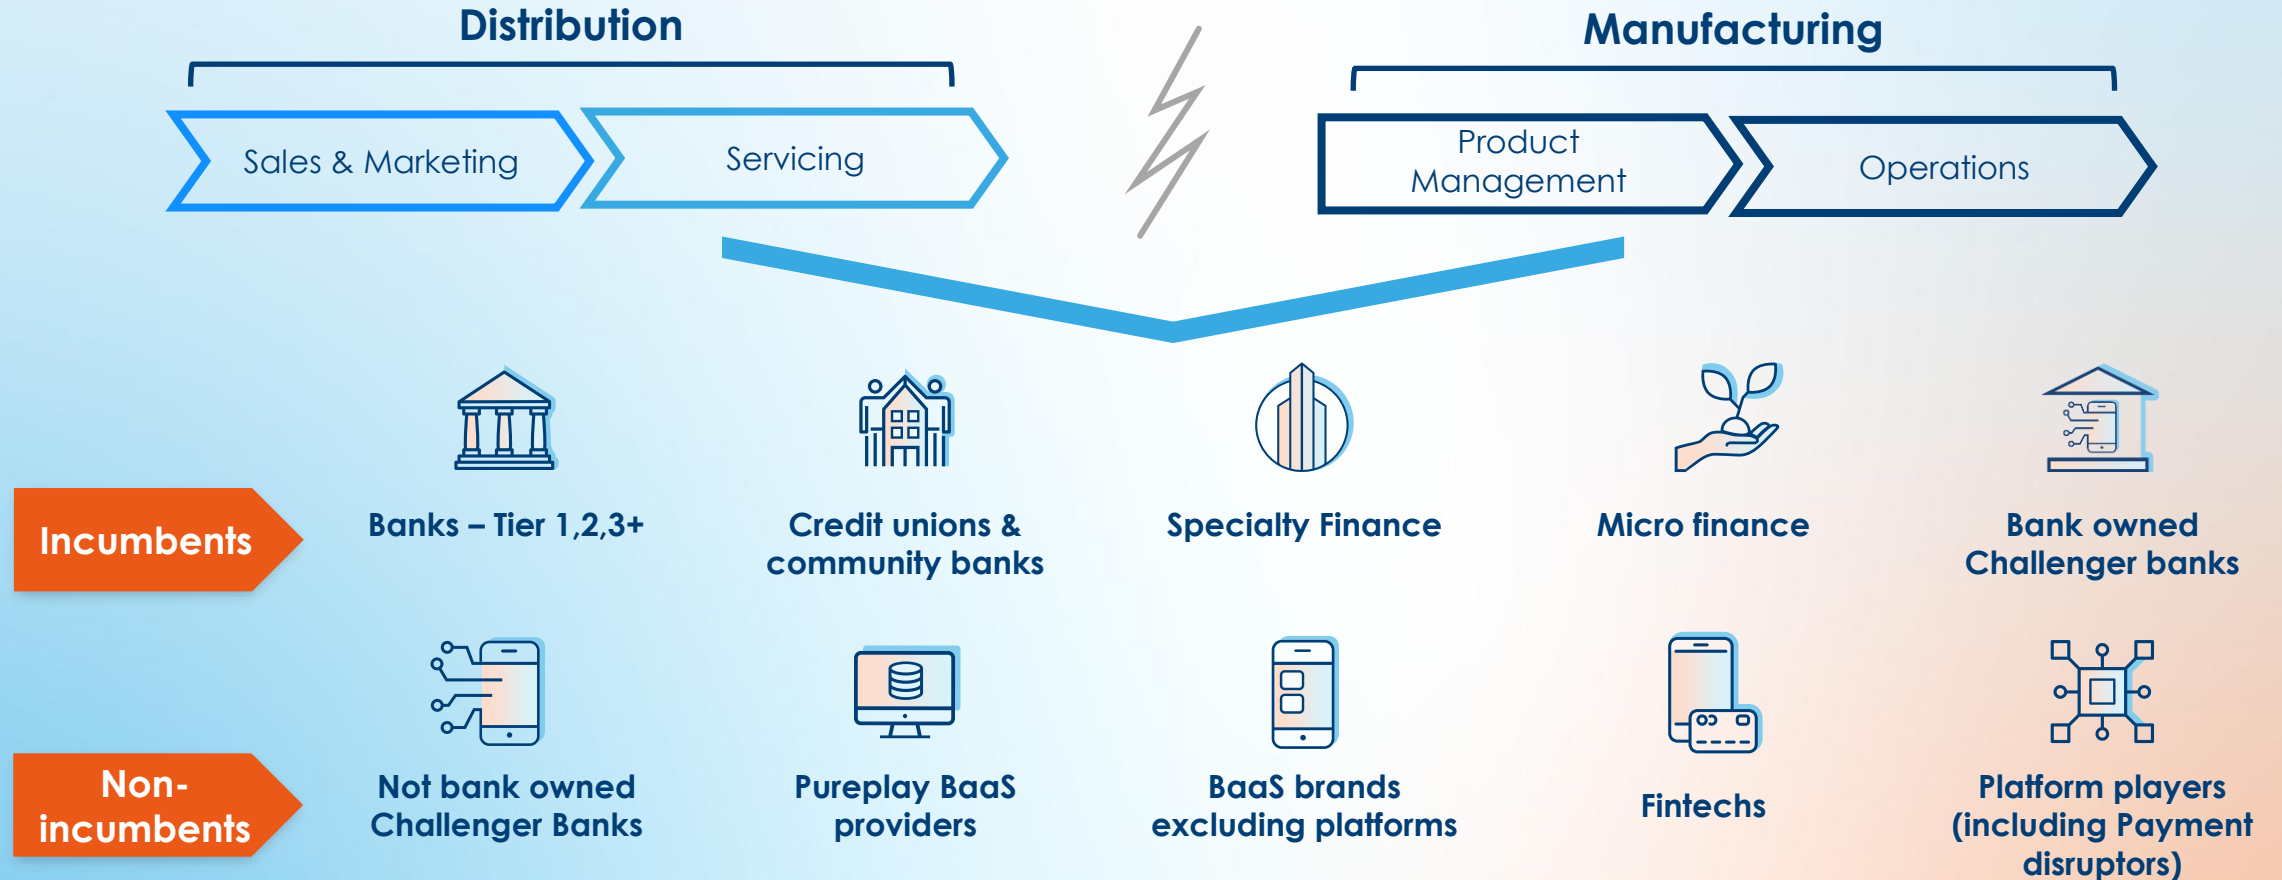 Distribution
Manufacturing
Sales & Marketing
Servicing
Product
Management
Operations
Incumbents
Banks – Tier 1,2,3+
Credit unions &
community banks
Specialty Finance
Micro finance
Bank owned
Challenger banks
Non-
incumbents
Not bank owned
Challenger Banks
Pureplay BaaS
providers
BaaS brands
excluding platforms
Fintechs
Platform players
(including Payment
disruptors)